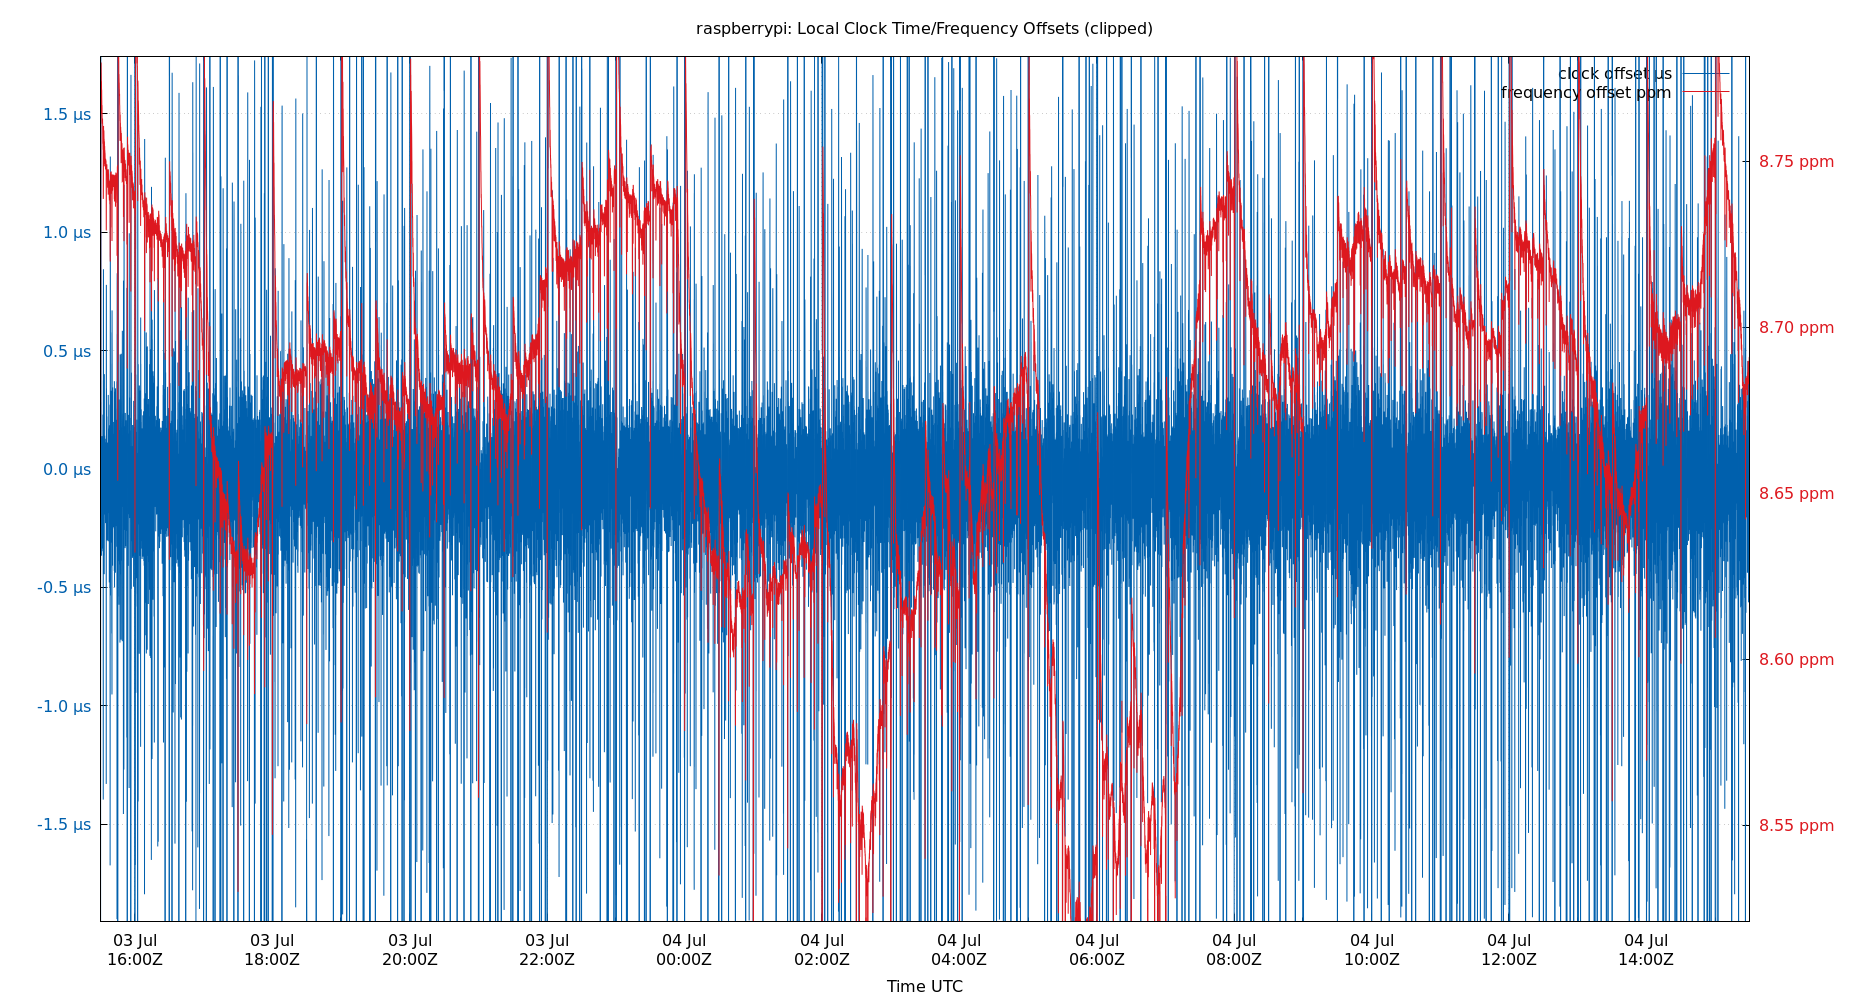 raspberrypi: Local Clock Time/Frequency Offsets (clipped)
clock offset µs
frequency offset ppm
1.5 µs
1.0 µs
0.5 µs
0.0 µs
-0.5 µs
-1.0 µs
-1.5 µs
8.75 ppm
8.70 ppm
8.65 ppm
8.60 ppm
8.55 ppm
03 Jul 03 Jul 03 Jul 03 Jul 04 Jul 04 Jul 04 Jul 04 Jul 04 Jul 04 Jul 04 Jul 04 Jul
16:00Z 18:00Z 20:00Z 22:00Z 00:00Z 02:00Z 04:00Z 06:00Z 08:00Z 10:00Z 12:00Z 14:00Z
Time UTC